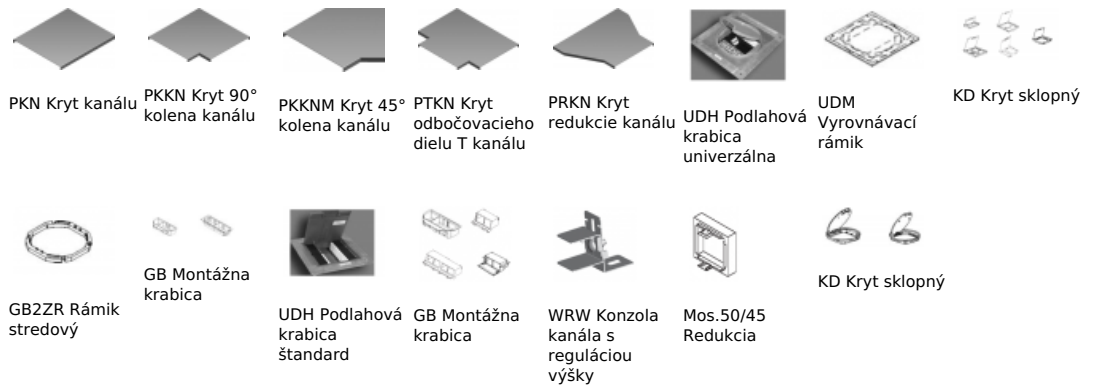 PKN Kryt kanálu
PKKN Kryt 90°
kolena kanálu
PKKNM Kryt 45°
kolena kanálu
PTKN Kryt
odbočovacieho
dielu T kanálu
PRKN Kryt
redukcie kanálu
UDH Podlahová
krabica
univerzálna
UDM
Vyrovnávací
rámik
KD Kryt sklopný
GB2ZR Rámik
stredový
GB Montážna
krabica
UDH Podlahová
krabica
štandard
GB Montážna
krabica
WRW Konzola
kanála s
reguláciou
výšky
Mos.50/45
Redukcia
KD Kryt sklopný